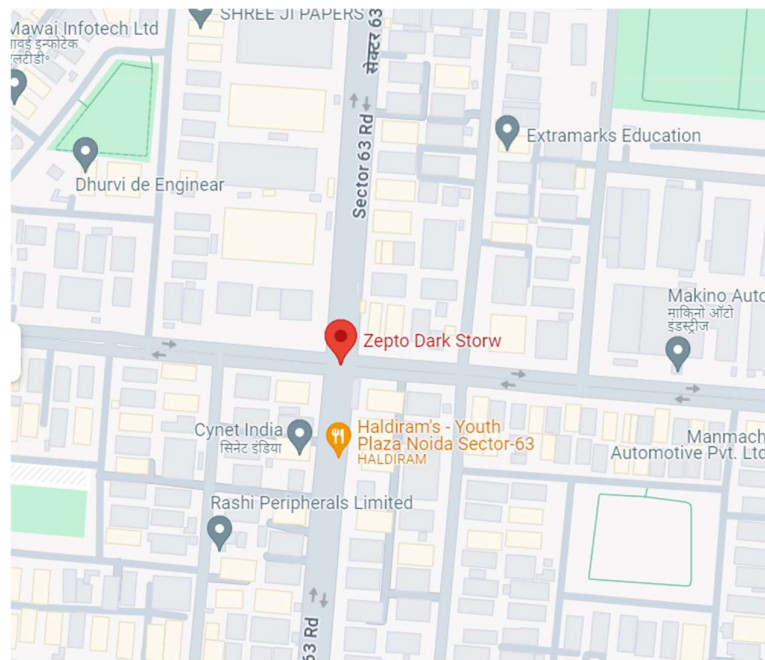 SHREE JI PAPERS
Mawai Infotech Ltd
सेक्टर 63
Sector 63 Rd
Extramarks Education
Dhurvi de Enginear
Makino Auto
माकिनो ऑटो
इंडस्ट्रीज
Zepto Dark Storw
Cynet India
सिनेट इंडिया
Haldiram's - Youth
Plaza Noida Sector-63
HALDIRAM
Manmach
Automotive Pvt. Ltd
Rashi Peripherals Limited
63 Rd